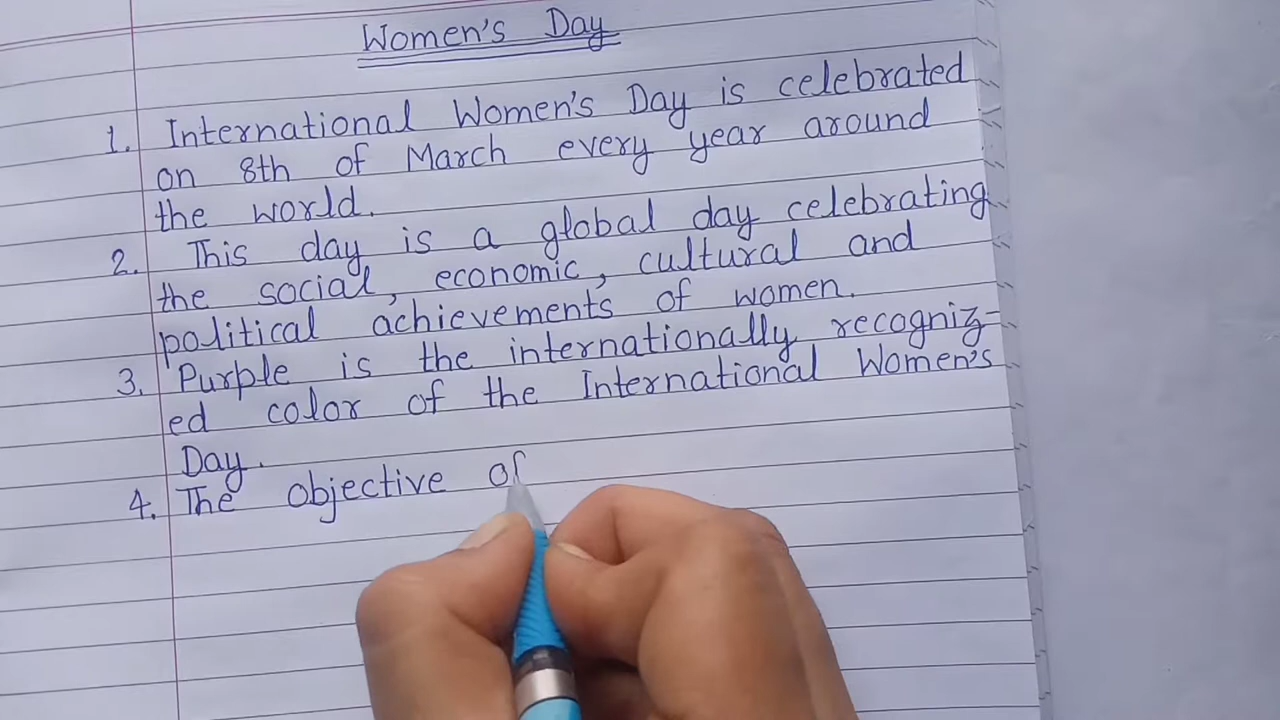 Women's Day
1. International Women's Day is celebrated
on 8th of March every year around
the world.
2. This day is a global day celebrating
the social, economic, cultural and
political achievements of women.
3. Purple is the internationally recogniz-
ed color of the International Women's
Day.
4. The objective of